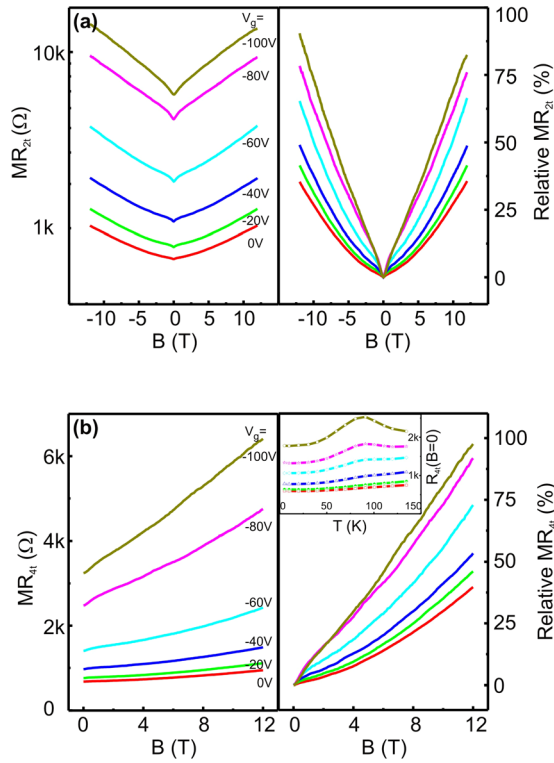 (a)
V_g=
-100V
-80V
-60V
-40V
-20V
0V
10k
1k
MR_2t (Ω)
-10 -5 0 5 10
B (T)
-10 -5 0 5 10
B (T)
100
75
50
25
0
Relative MR_2t (%)
(b)
V_g=
-100V
-80V
-60V
-40V
-20V
0V
6k
4k
2k
0
MR_4t (Ω)
0 4 8 12
B (T)
2k
1k
R_4t(B=0)
0 50 100 150
T (K)
0 4 8 12
B (T)
100
75
50
25
0
Relative MR_4t (%)